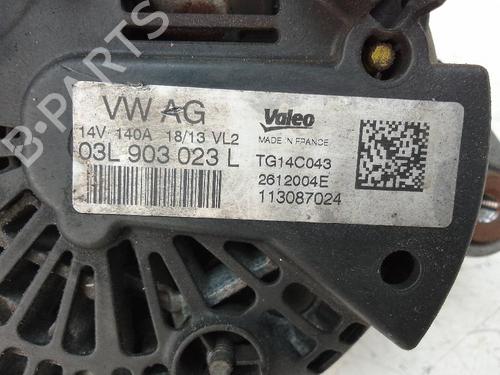 B-PARTS
VW AG
14V 140A 18/13 VL2
03L 903 023 L
Valeo
MADE IN FRANCE
TG14C043
2612004E
113087024